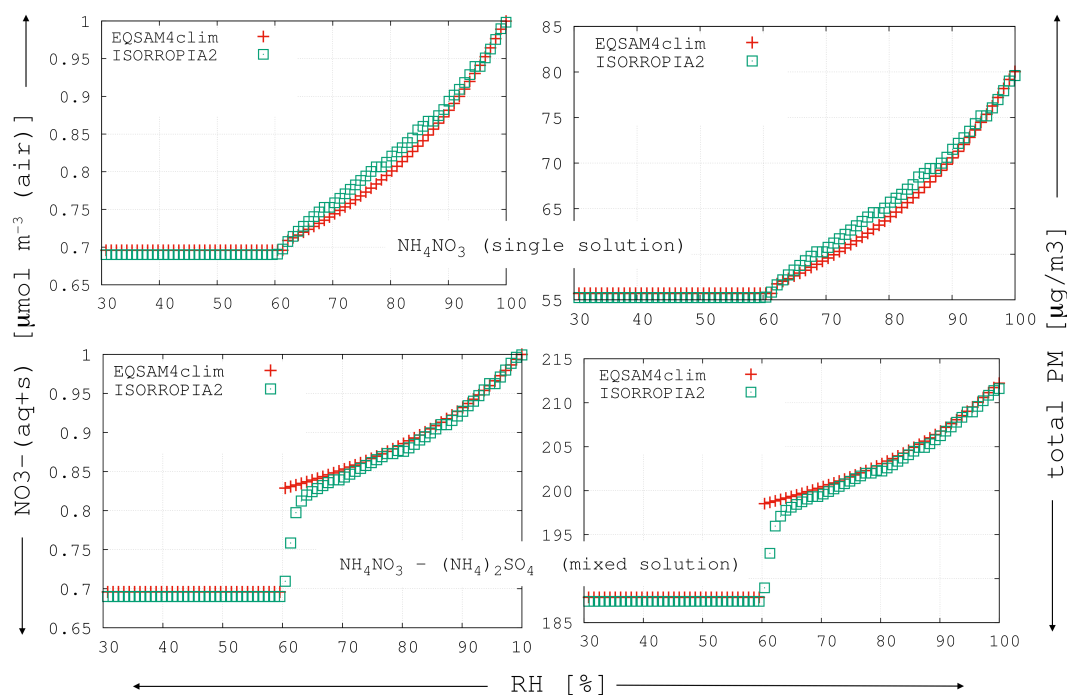 NO3-(aq+s) [μmol m⁻³ (air)]
1
0.95
0.9
0.85
0.8
0.75
0.7
0.65
EQSAM4clim
ISORROPIA2
30 40 50 60 70 80 90 100
85
80
75
70
65
60
55
EQSAM4clim
ISORROPIA2
30 40 50 60 70 80 90 100
NH₄NO₃ (single solution)
1
0.95
0.9
0.85
0.8
0.75
0.7
0.65
EQSAM4clim
ISORROPIA2
30 40 50 60 70 80 90 10
215
212
205
200
195
190
185
EQSAM4clim
ISORROPIA2
30 40 50 60 70 80 90 100
NH₄NO₃ – (NH₄)₂SO₄ (mixed solution)
total PM [μg/m3]
RH [%]